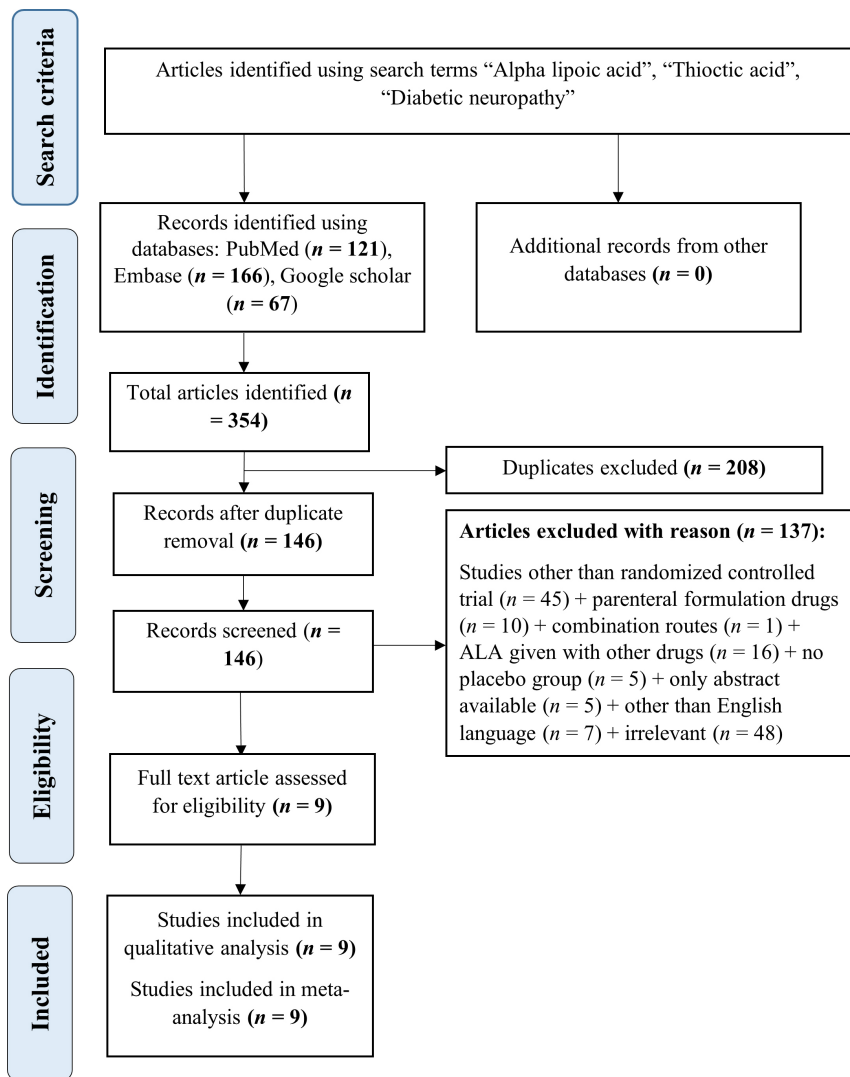 Search criteria
Articles identified using search terms “Alpha lipoic acid”, “Thioctic acid”,
“Diabetic neuropathy”
Identification
Records identified using
databases: PubMed (n = 121),
Embase (n = 166), Google scholar
(n = 67)
Additional records from other
databases (n = 0)
Total articles identified (n
= 354)
Screening
Duplicates excluded (n = 208)
Records after duplicate
removal (n = 146)
Records screened (n =
146)
Articles excluded with reason (n = 137):
Studies other than randomized controlled
trial (n = 45) + parenteral formulation drugs
(n = 10) + combination routes (n = 1) +
ALA given with other drugs (n = 16) + no
placebo group (n = 5) + only abstract
available (n = 5) + other than English
language (n = 7) + irrelevant (n = 48)
Eligibility
Full text article assessed
for eligibility (n = 9)
Included
Studies included in
qualitative analysis (n = 9)
Studies included in meta-
analysis (n = 9)